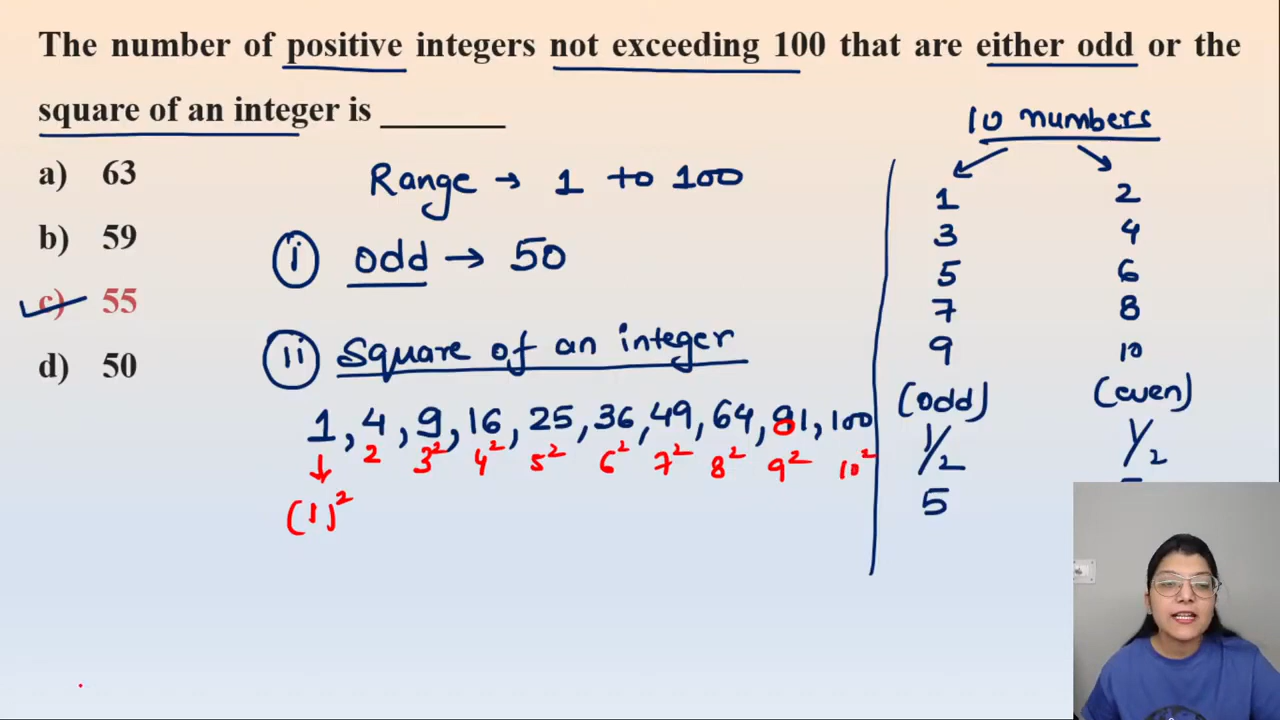 The number of positive integers not exceeding 100 that are either odd or the
square of an integer is ________
a) 63
b) 59
c) 55
d) 50
Range → 1 to 100
(i) odd → 50
(ii) Square of an integer
1, 4, 9, 16, 25, 36, 49, 64, 81, 100
2 3² 4² 5² 6² 7² 8² 9² 10²
(1)²
10 numbers
1 2
3 4
5 6
7 8
9 10
(odd) (even)
1/2 1/2
5